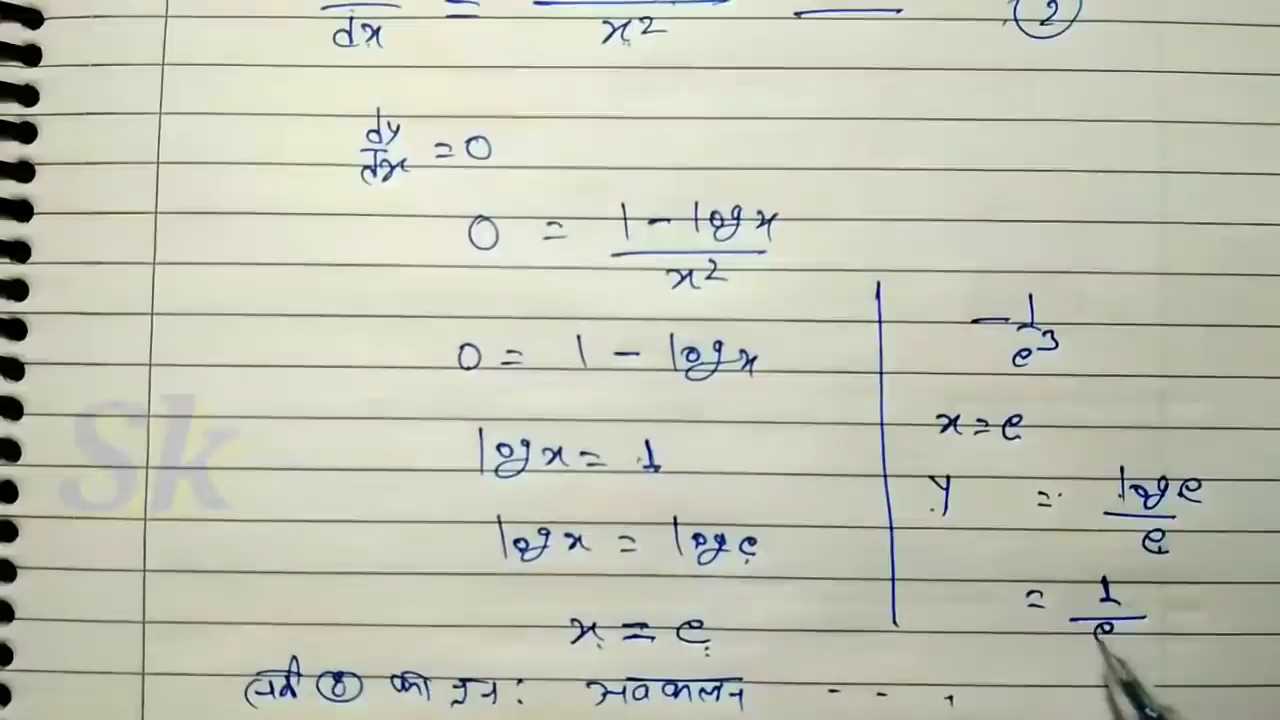 dx = x² — ②
dy/dx = 0
0 = (1 - log x)/x²
0 = 1 - log x
log x = 1
log x = log e
x = e
को पुनः अवकलन - - .
-1/e³
x = e
y = log e/e
= 1/e
Sk